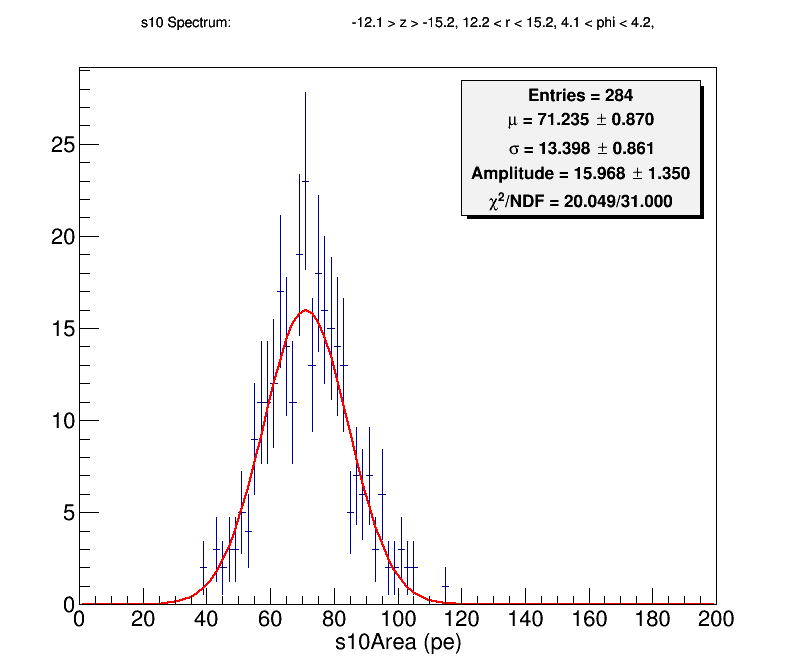 s10 Spectrum: -12.1 > z > -15.2, 12.2 < r < 15.2, 4.1 < phi < 4.2,
Entries = 284
μ = 71.235 ± 0.870
σ = 13.398 ± 0.861
Amplitude = 15.968 ± 1.350
χ²/NDF = 20.049/31.000
25
20
15
10
5
0
0 20 40 60 80 100 120 140 160 180 200
s10Area (pe)